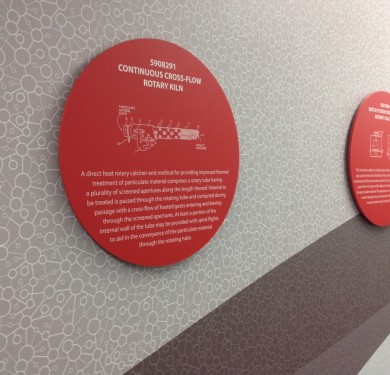 5908291
CONTINUOUS CROSS-FLOW
ROTARY KILN
A direct heat rotary calciner and method for providing improved thermal
treatment of particulate material comprises a rotary tube having
a plurality of screened apertures along the length thereof. Material to
be treated is passed through the rotating tube and contacted during
passage with a cross-flow of heated gases entering and leaving
through the screened apertures. At least a portion of the
internal wall of the tube may be provided with spiral flights
to aid in the conveyance of the particulate material
through the rotating tube.